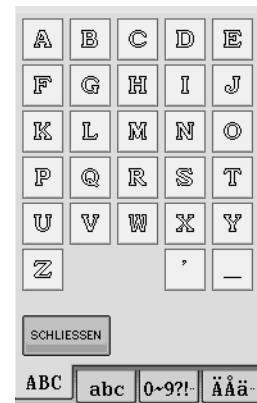 A B C D E
F G H I J
K L M N O
P Q R S T
U V W X Y
Z ' _
SCHLIESSEN
ABC abc 0~9?!·· ÄÅä··